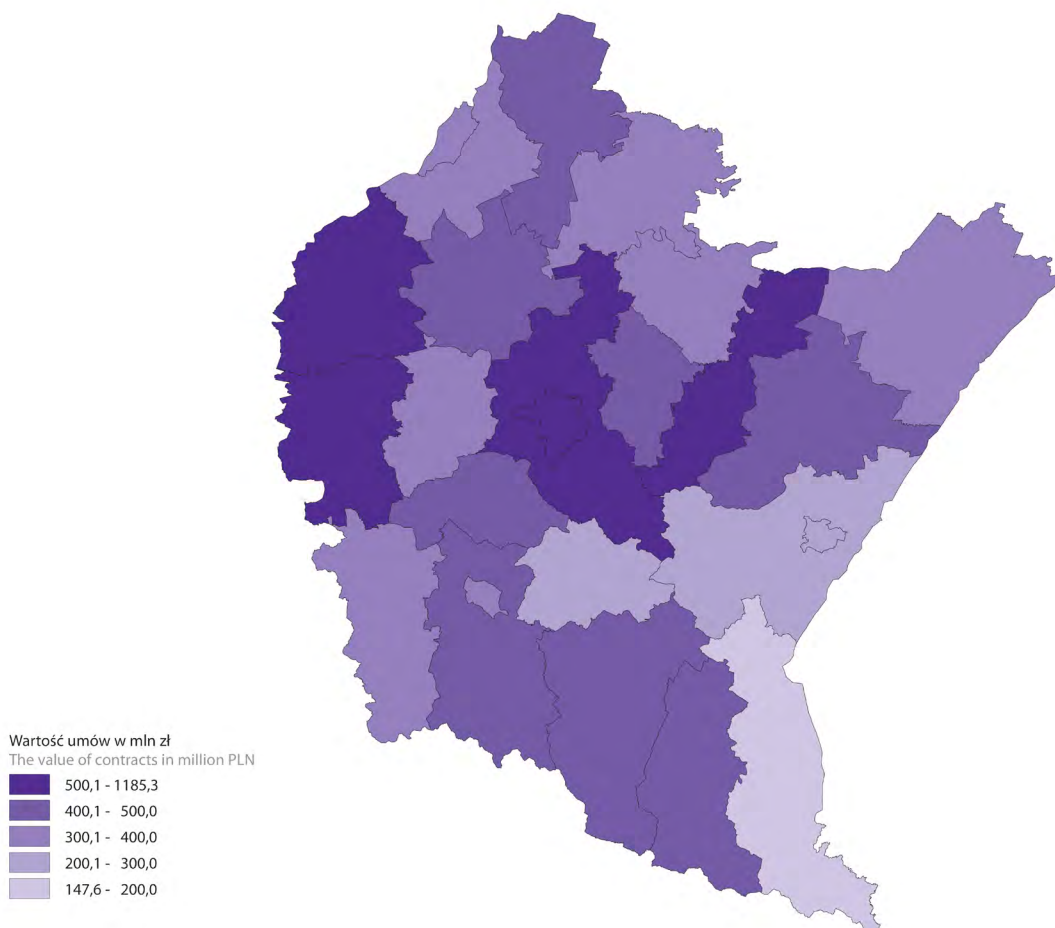 Wartość umów w mln zł
The value of contracts in million PLN
500,1 - 1185,3
400,1 - 500,0
300,1 - 400,0
200,1 - 300,0
147,6 - 200,0